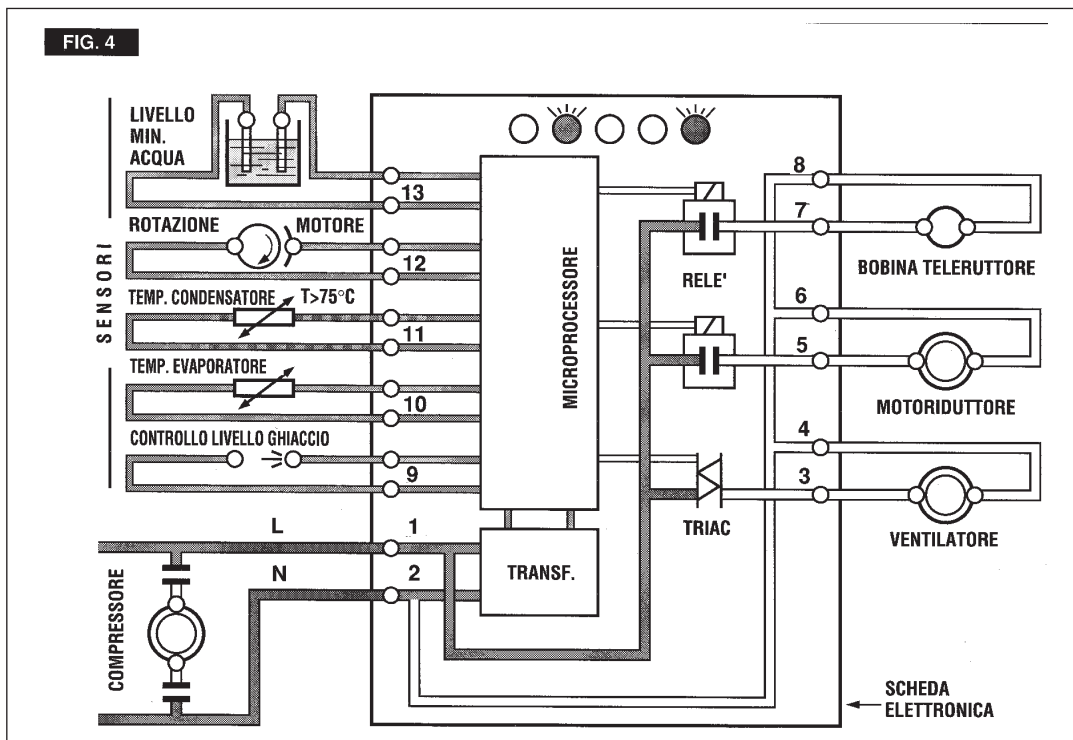 FIG. 4
LIVELLO
MIN.
ACQUA
13
ROTAZIONE MOTORE
12
TEMP. CONDENSATORE T>75°C
11
TEMP. EVAPORATORE
10
CONTROLLO LIVELLO GHIACCIO
9
SENSORI
L
1
N
2
COMPRESSORE
MICROPROCESSORE
TRANSF.
RELE'
TRIAC
8
7
BOBINA TELERUTTORE
6
5
MOTORIDUTTORE
4
3
VENTILATORE
SCHEDA
ELETTRONICA